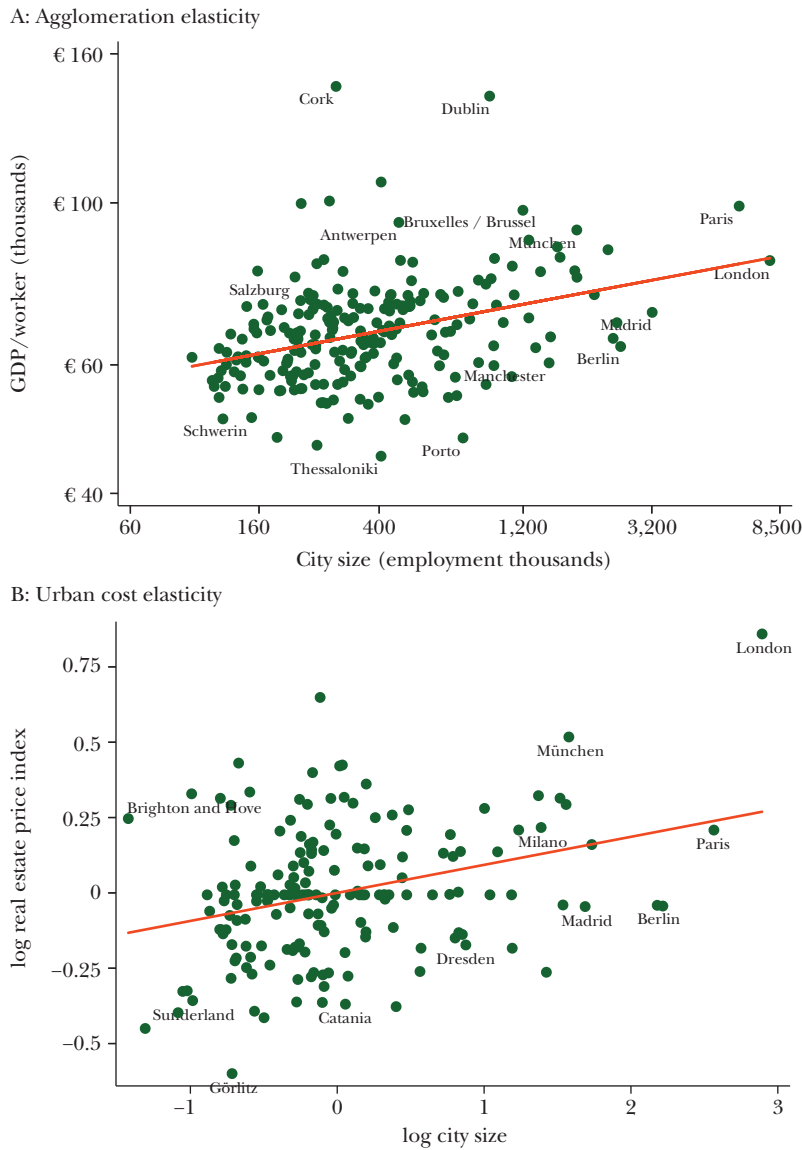 A: Agglomeration elasticity
€ 160
€ 100
€ 60
€ 40
GDP/worker (thousands)
Cork
Dublin
Paris
Bruxelles / Brussel
Antwerpen
München
London
Salzburg
Madrid
Berlin
Manchester
Schwerin
Porto
Thessaloniki
60 160 400 1,200 3,200 8,500
City size (employment thousands)
B: Urban cost elasticity
0.75
0.5
0.25
0
−0.25
−0.5
log real estate price index
London
München
Brighton and Hove
Milano
Paris
Madrid
Berlin
Dresden
Sunderland
Catania
Görlitz
−1 0 1 2 3
log city size